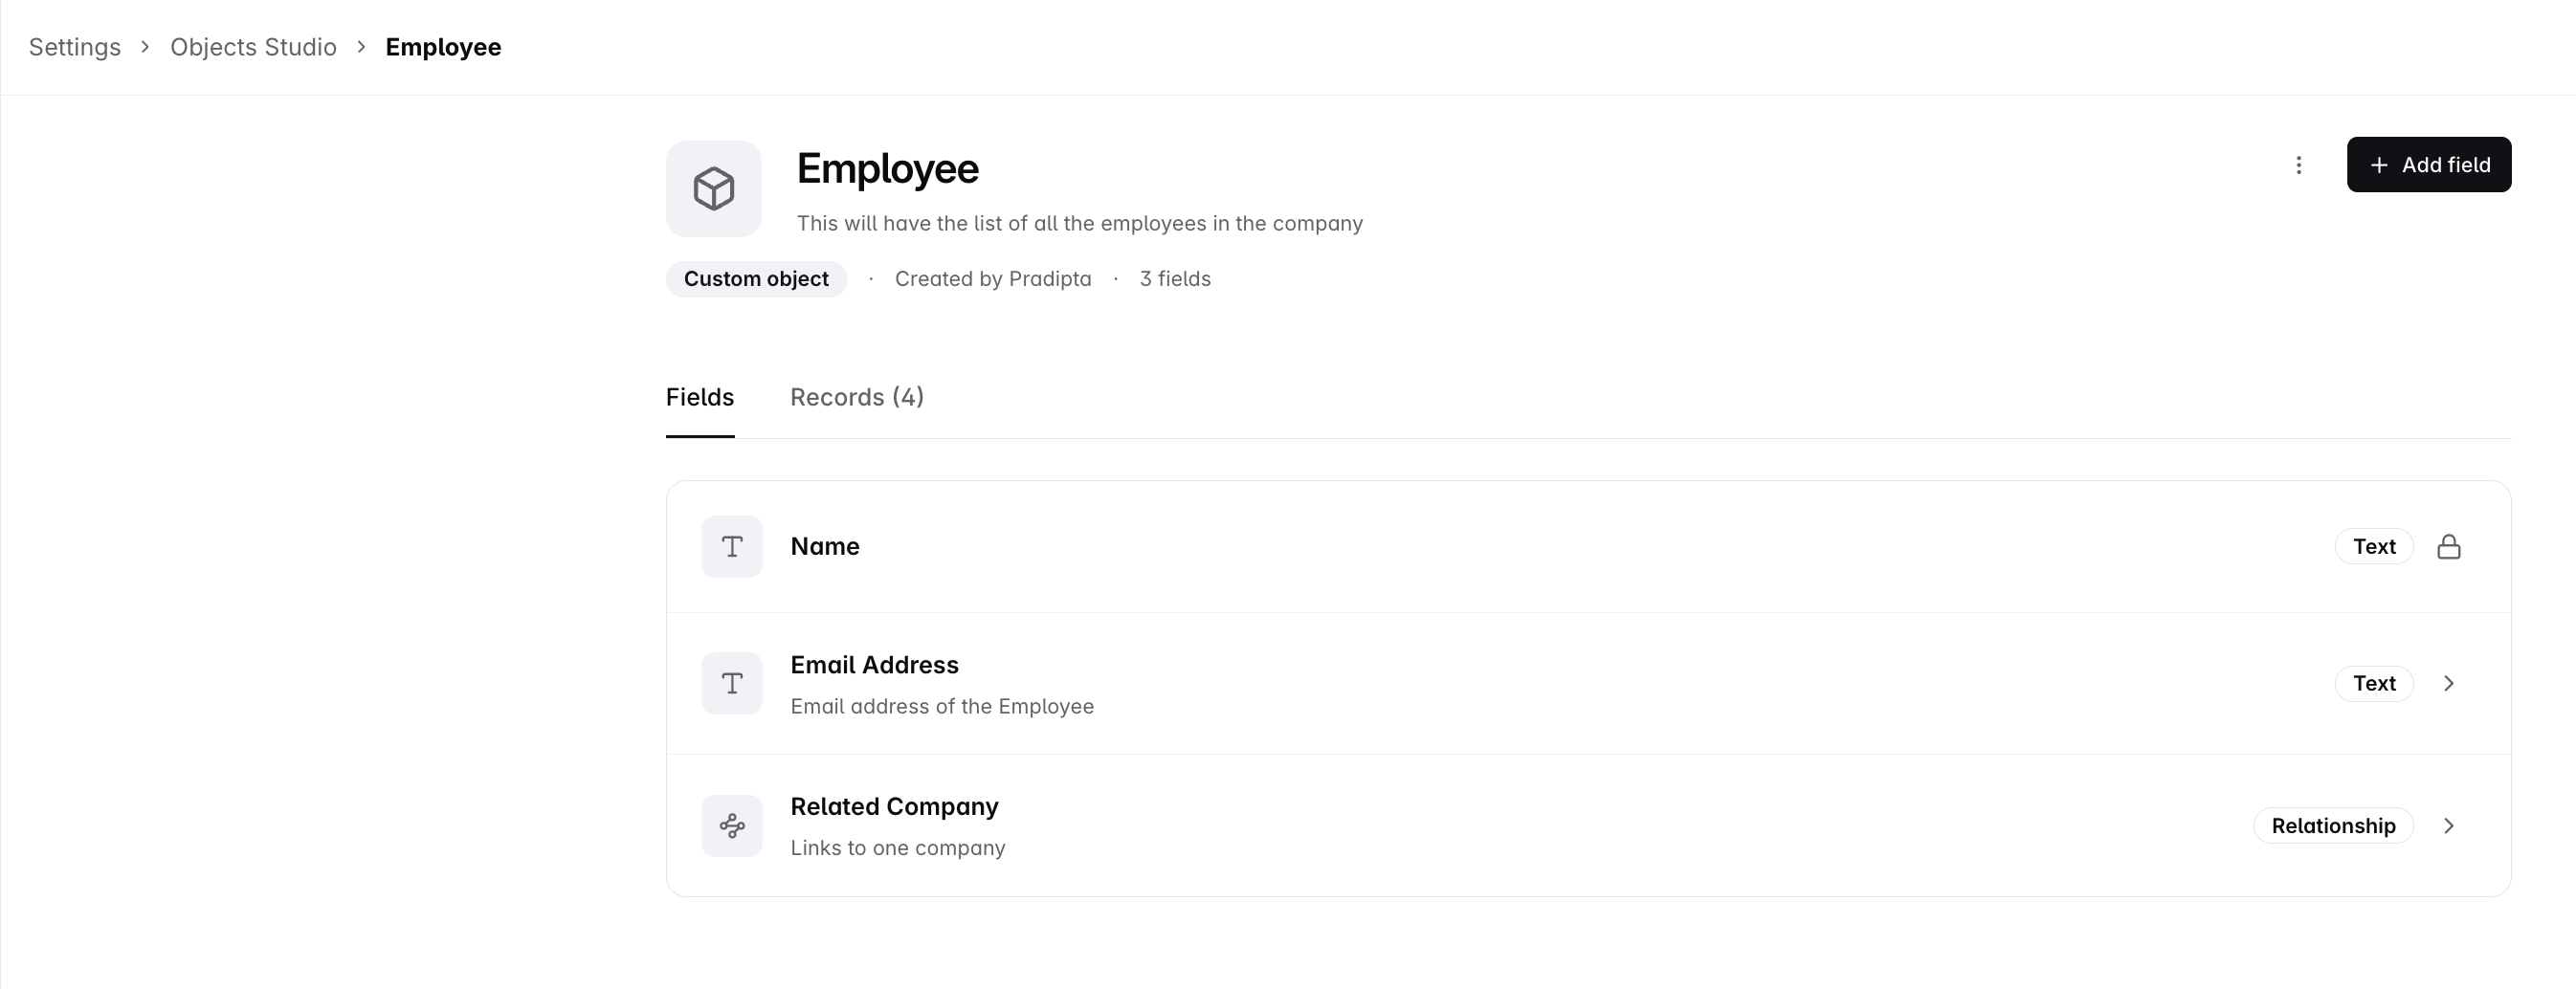 Settings > Objects Studio > Employee
Employee
+ Add field
This will have the list of all the employees in the company
Custom object · Created by Pradipta · 3 fields
Fields Records (4)
Name Text
Email Address
Email address of the Employee
Text
Related Company
Links to one company
Relationship